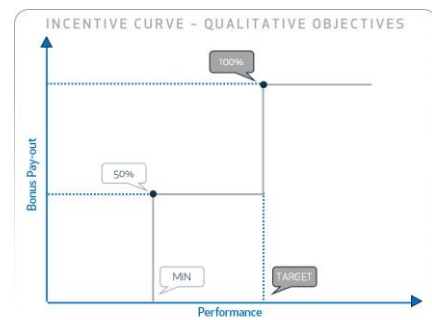 INCENTIVE CURVE – QUALITATIVE OBJECTIVES
100%
50%
Bonus Pay-out
MIN
TARGET
Performance